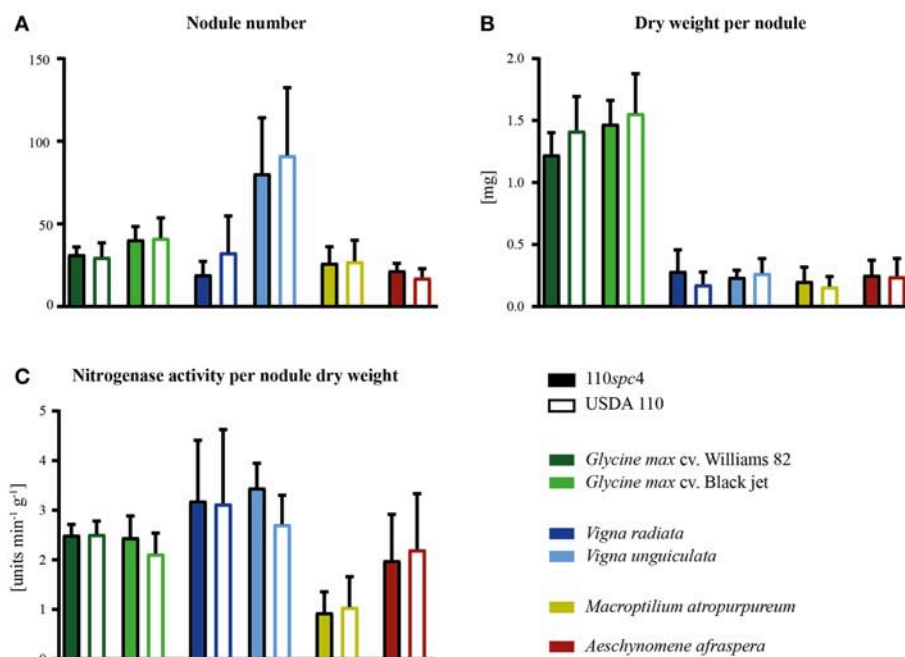 A
Nodule number
150
100
50
0
B
Dry weight per nodule
2.0
1.5
1.0
0.5
0.0
[mg]
C
Nitrogenase activity per nodule dry weight
5
4
3
2
1
0
[units min⁻¹ g⁻¹]
110spc4
USDA 110
Glycine max cv. Williams 82
Glycine max cv. Black jet
Vigna radiata
Vigna unguiculata
Macroptilium atropurpureum
Aeschynomene afraspera